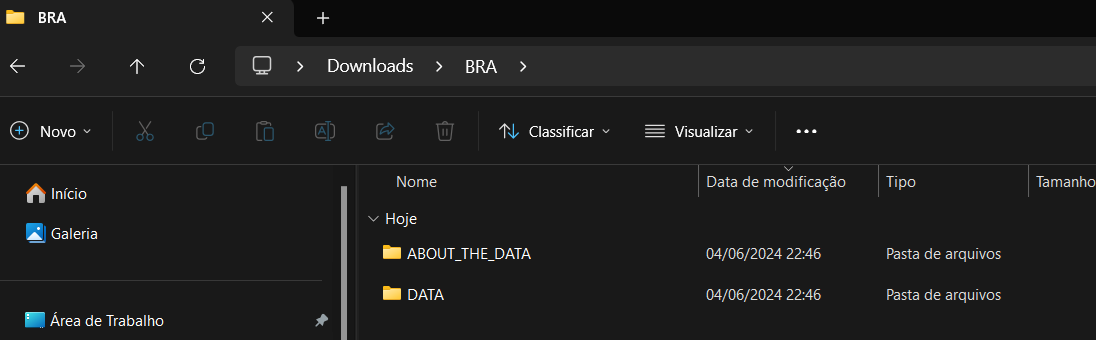 BRA
Downloads > BRA >
Novo
Classificar
Visualizar
Início
Galeria
Área de Trabalho
Nome Data de modificação Tipo Tamanho
Hoje
ABOUT_THE_DATA 04/06/2024 22:46 Pasta de arquivos
DATA 04/06/2024 22:46 Pasta de arquivos